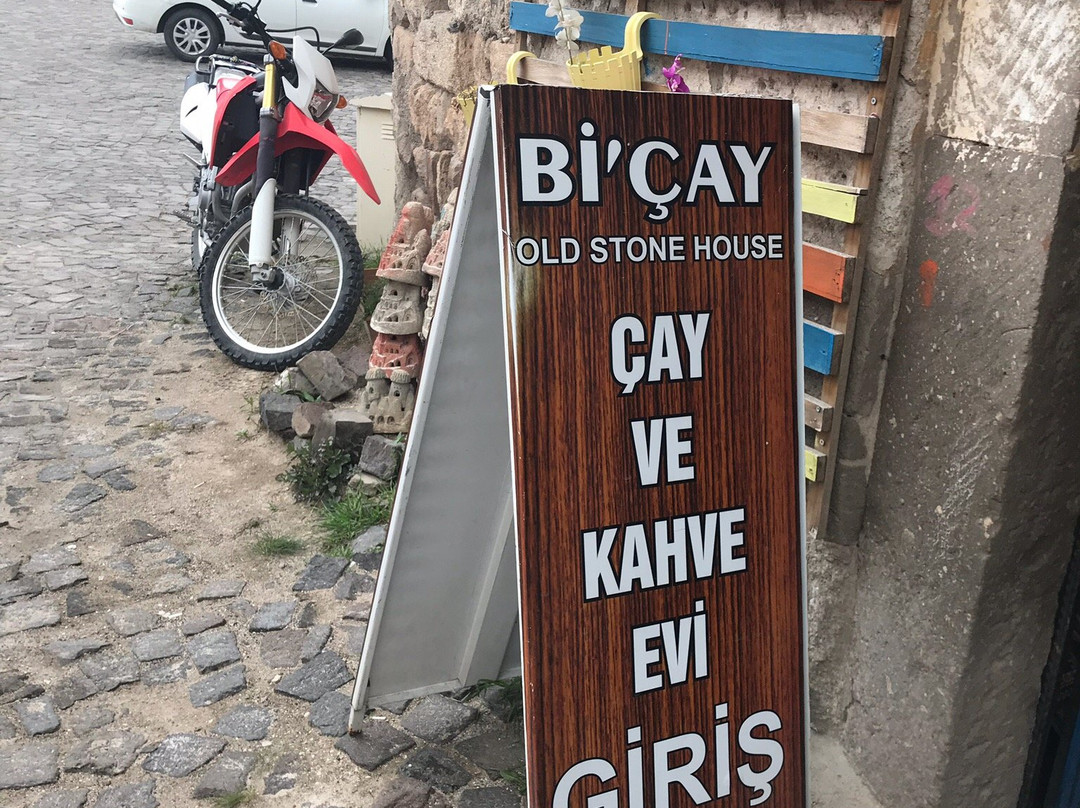 Bİ'ÇAY
OLD STONE HOUSE
ÇAY
VE
KAHVE
EVİ
GİRİŞ